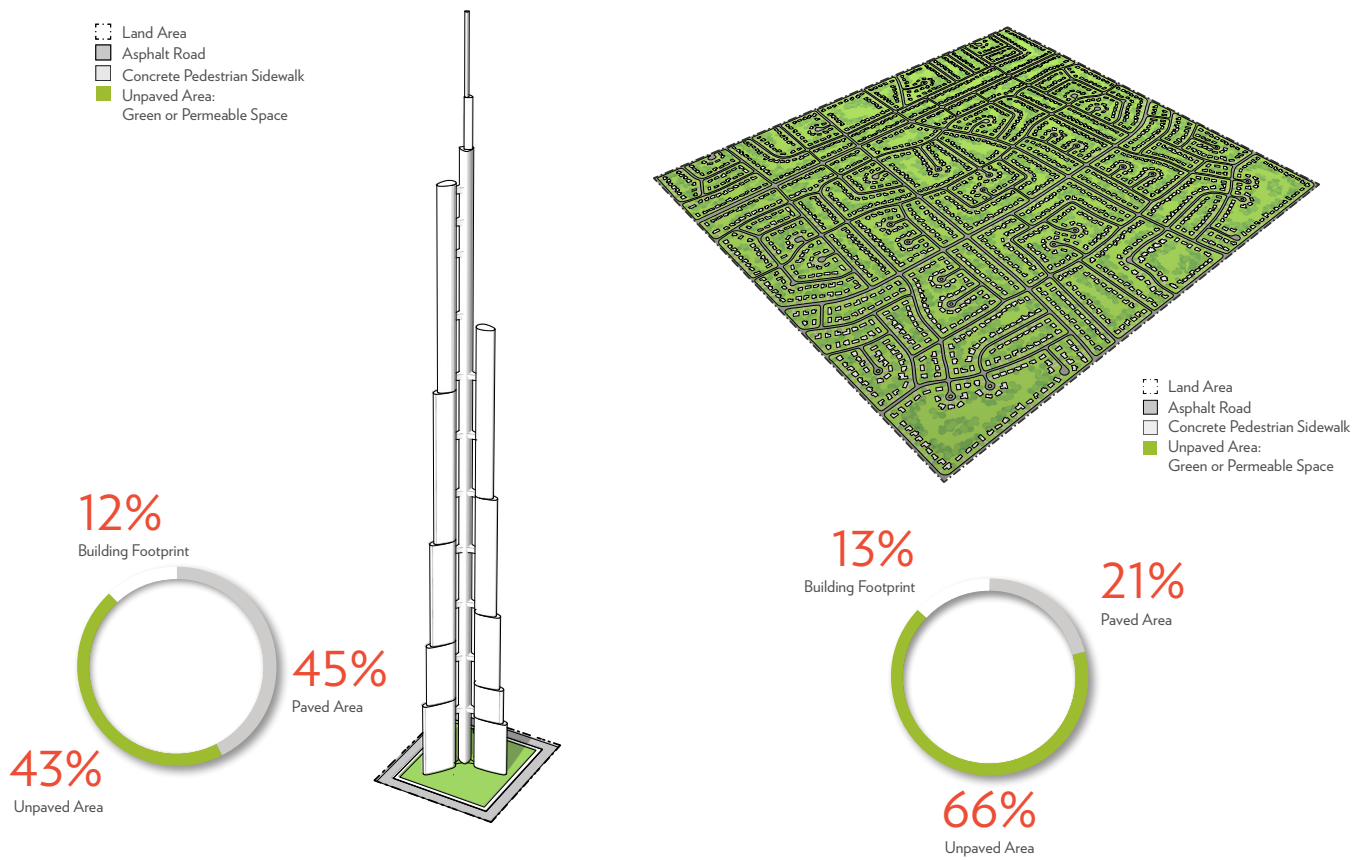 Land Area
Asphalt Road
Concrete Pedestrian Sidewalk
Unpaved Area:
Green or Permeable Space
12%
Building Footprint
45%
Paved Area
43%
Unpaved Area
Land Area
Asphalt Road
Concrete Pedestrian Sidewalk
Unpaved Area:
Green or Permeable Space
13%
Building Footprint
21%
Paved Area
66%
Unpaved Area